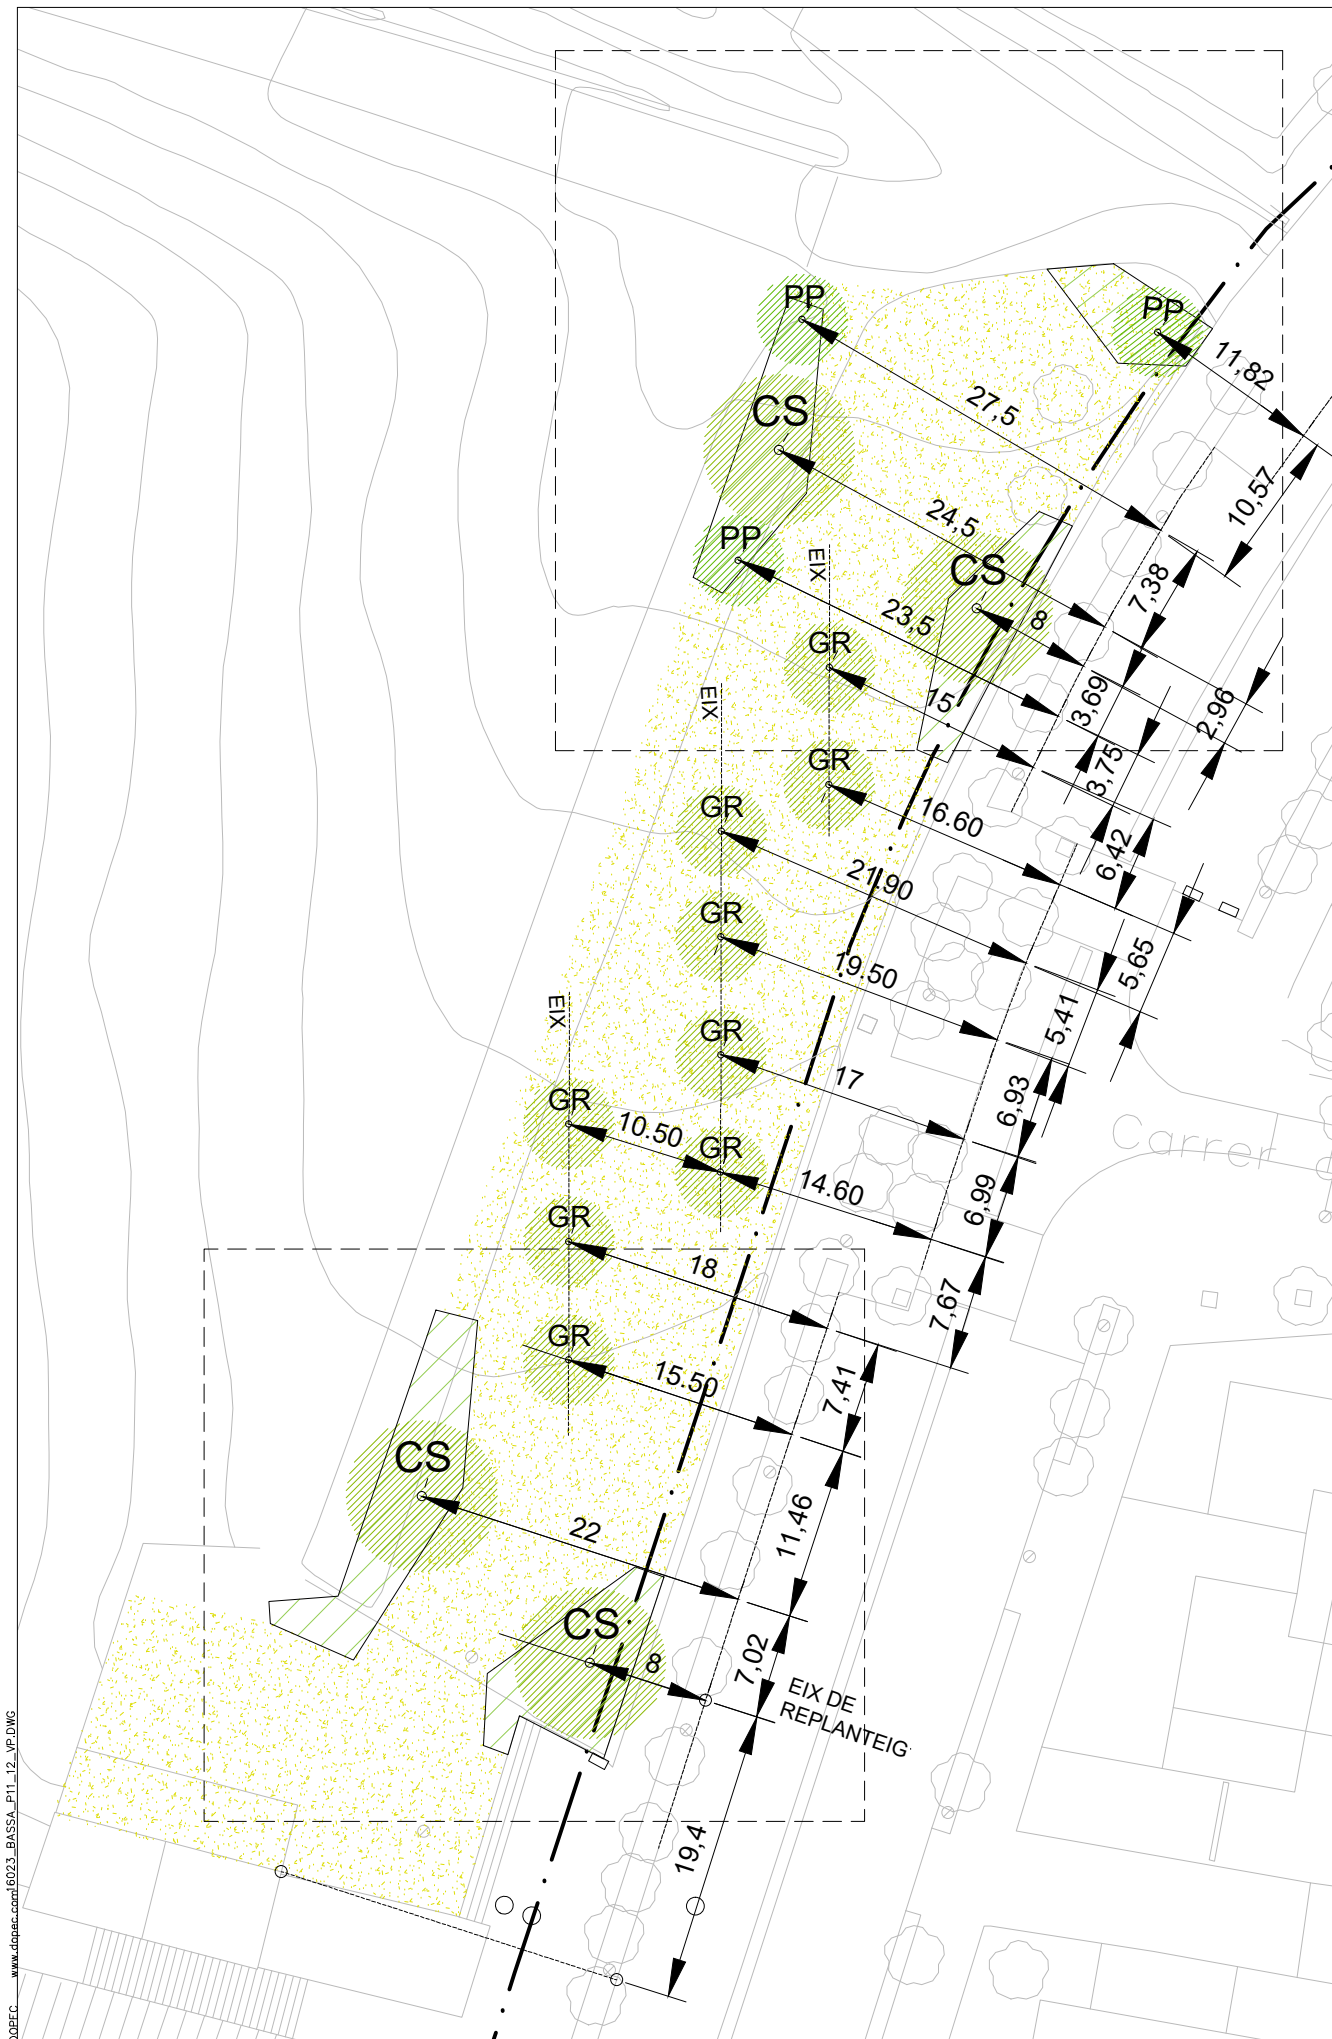 PP
PP
11,82
27,5
CS
10,57
24,5
PP
EIX
CS
7,38
23,5
8
GR
15
EIX
3,69
2,96
GR
3,75
16.60
GR
6,42
21.90
GR
19.50
5,65
EIX
5,41
GR
17
6,93
GR
10.50
Carrer
GR
14.60
6,99
GR
18
7,67
GR
15.50
7,41
CS
22
11,46
CS
8
7,02
EIX DE
REPLANTEIG
19,4
DOPEC www.dopec.com 16023_BASSA_P11_12_VP.DWG